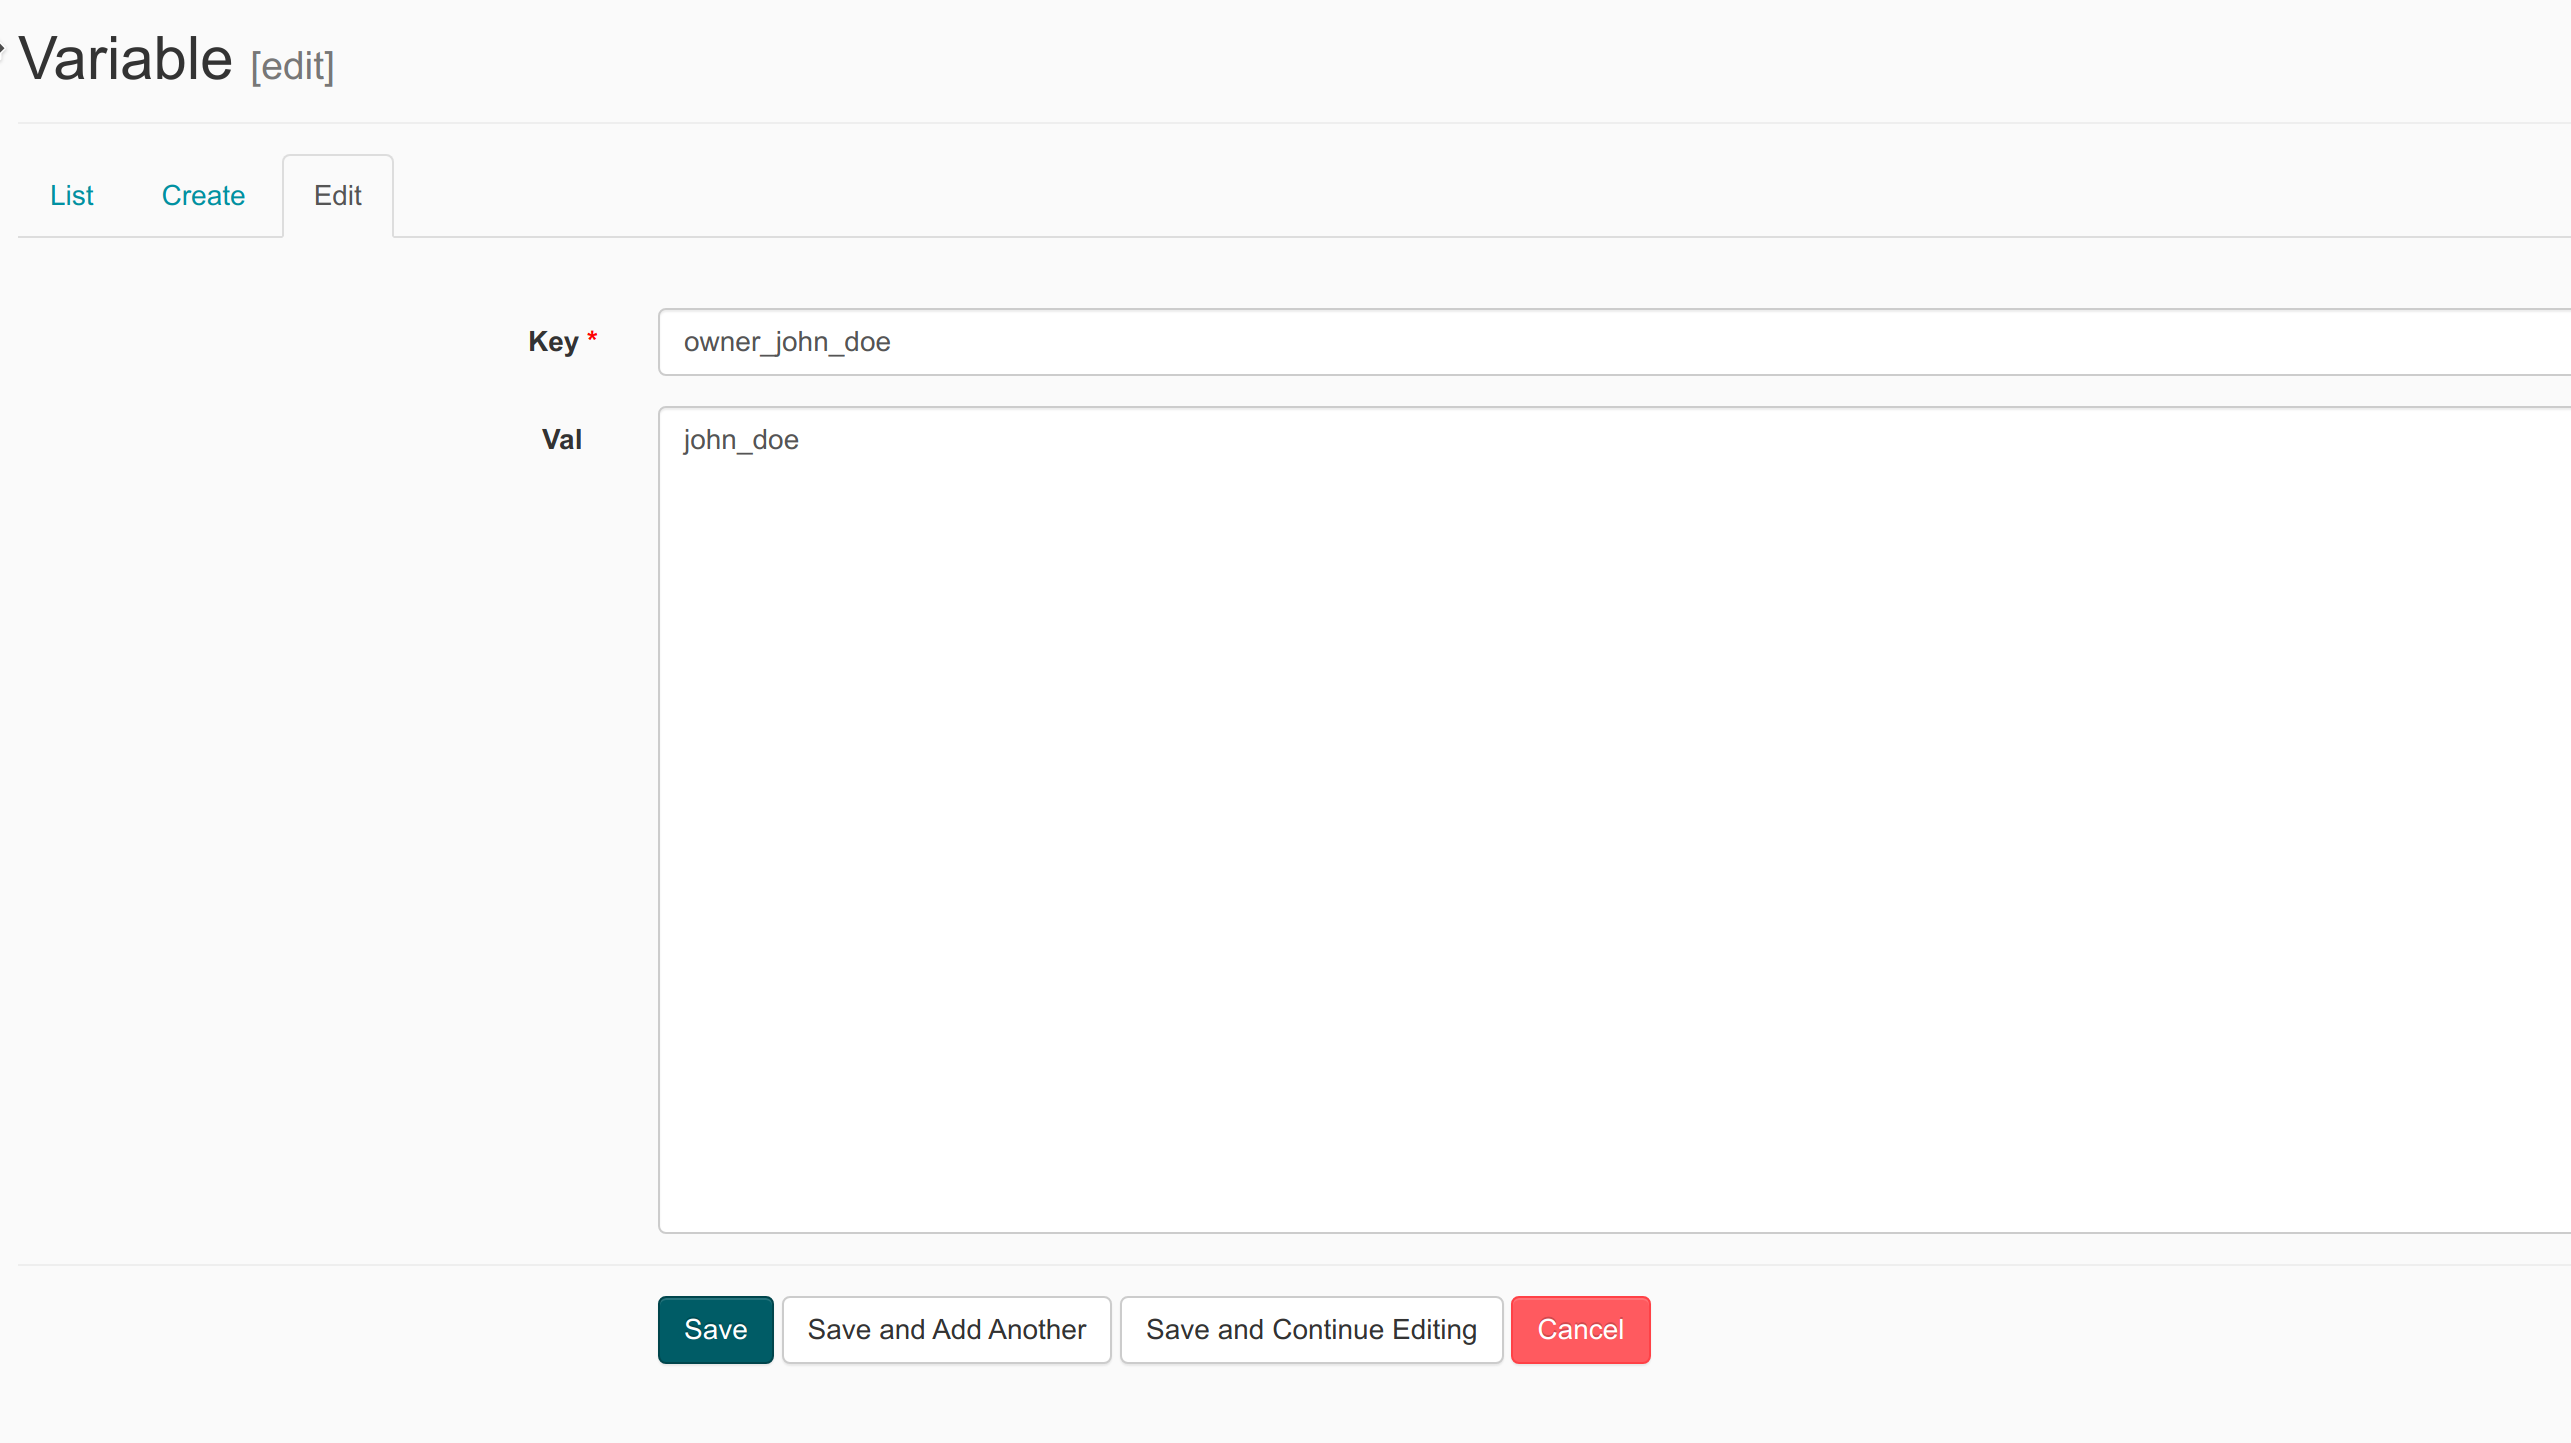 Variable [edit]
List Create Edit
Key * owner_john_doe
Val john_doe
Save Save and Add Another Save and Continue Editing Cancel